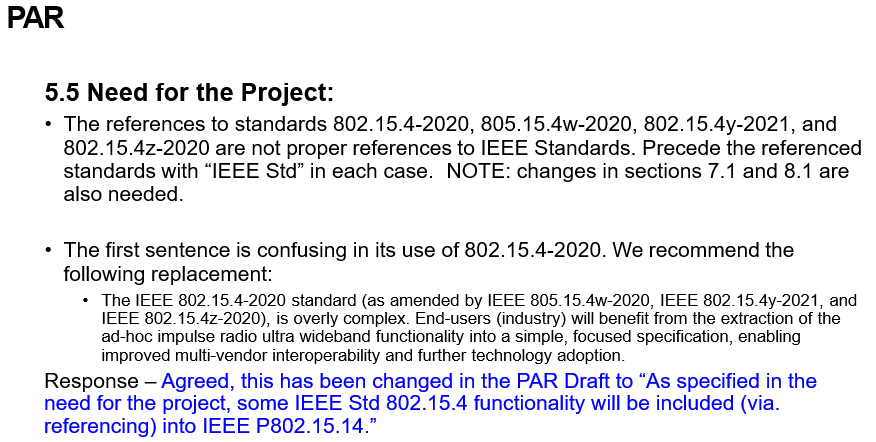 PAR
5.5 Need for the Project:
• The references to standards 802.15.4-2020, 805.15.4w-2020, 802.15.4y-2021, and
802.15.4z-2020 are not proper references to IEEE Standards. Precede the referenced
standards with “IEEE Std” in each case.  NOTE: changes in sections 7.1 and 8.1 are
also needed.
• The first sentence is confusing in its use of 802.15.4-2020. We recommend the
following replacement:
• The IEEE 802.15.4-2020 standard (as amended by IEEE 805.15.4w-2020, IEEE 802.15.4y-2021, and
IEEE 802.15.4z-2020), is overly complex. End-users (industry) will benefit from the extraction of the
ad-hoc impulse radio ultra wideband functionality into a simple, focused specification, enabling
improved multi-vendor interoperability and further technology adoption.
Response – Agreed, this has been changed in the PAR Draft to “As specified in the
need for the project, some IEEE Std 802.15.4 functionality will be included (via.
referencing) into IEEE P802.15.14.”